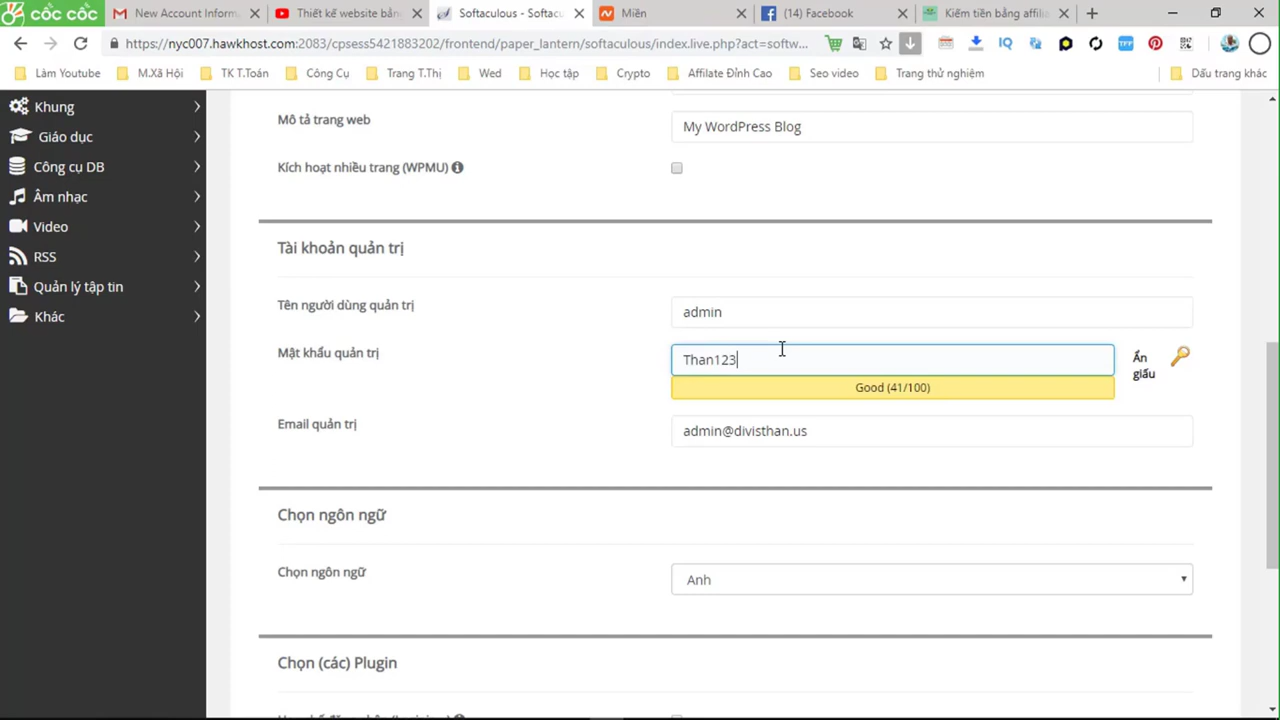 cốc cốc
New Account Inform
Thiết kế website bằng
Softaculous - Softacu
Miền
(14) Facebook
Kiếm tiền bằng affilia
https://nyc007.hawkhost.com:2083/cpsess5421883202/frontend/paper_lantern/softaculous/index.live.php?act=softw...
Làm Youtube
M.Xã Hội
TK T.Toán
Công Cụ
Trang T.Thị
Wed
Học tập
Crypto
Affilate Đỉnh Cao
Seo video
Trang thử nghiệm
Dấu trang khác
Khung
Giáo dục
Công cụ DB
Âm nhạc
Video
RSS
Quản lý tập tin
Khác
Mô tả trang web
My WordPress Blog
Kích hoạt nhiều trang (WPMU)
Tài khoản quản trị
Tên người dùng quản trị
admin
Mật khẩu quản trị
Than123
Ẩn
giấu
Good (41/100)
Email quản trị
admin@divisthan.us
Chọn ngôn ngữ
Chọn ngôn ngữ
Anh
Chọn (các) Plugin